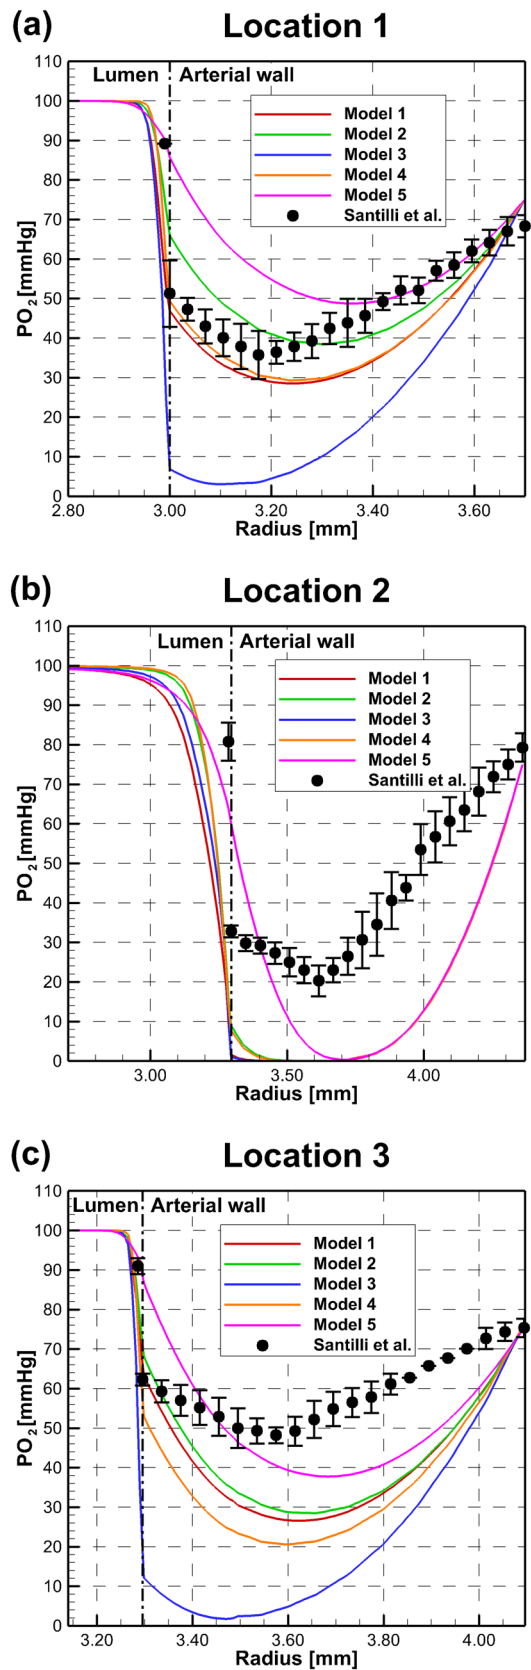 (a) Location 1
110
Lumen Arterial wall
100
90
80
70
60
50
40
30
20
10
0
PO2 [mmHg]
Model 1
Model 2
Model 3
Model 4
Model 5
Santilli et al.
2.80 3.00 3.20 3.40 3.60
Radius [mm]
(b) Location 2
110
Lumen Arterial wall
100
90
80
70
60
50
40
30
20
10
0
PO2 [mmHg]
Model 1
Model 2
Model 3
Model 4
Model 5
Santilli et al.
3.00 3.50 4.00
Radius [mm]
(c) Location 3
110
Lumen Arterial wall
100
90
80
70
60
50
40
30
20
10
0
PO2 [mmHg]
Model 1
Model 2
Model 3
Model 4
Model 5
Santilli et al.
3.20 3.40 3.60 3.80 4.00
Radius [mm]